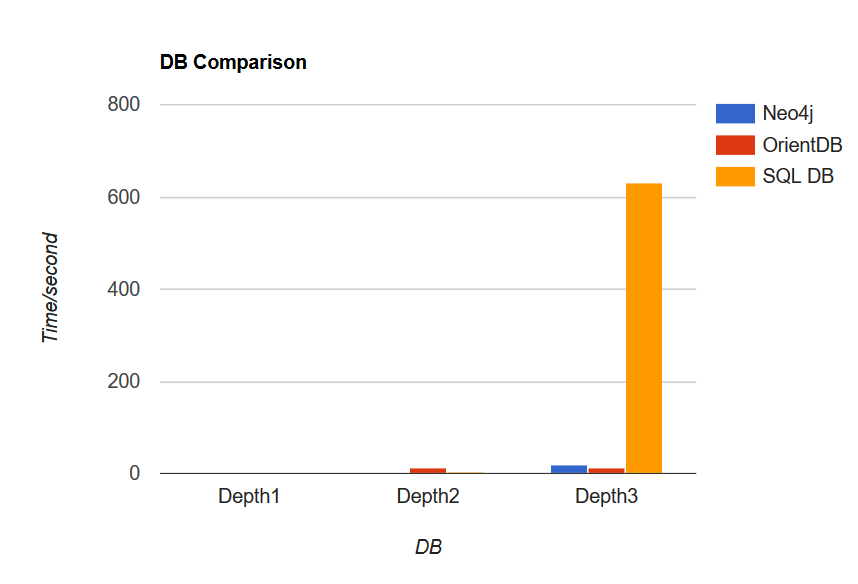 DB Comparison
800
600
400
200
0
Time/second
Depth1
Depth2
Depth3
DB
Neo4j
OrientDB
SQL DB